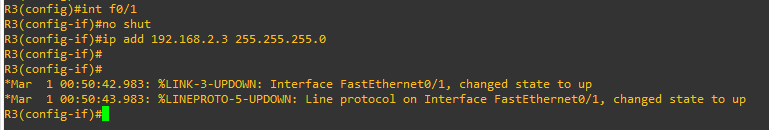 R3(config)#int f0/1
R3(config-if)#no shut
R3(config-if)#ip add 192.168.2.3 255.255.255.0
R3(config-if)#
R3(config-if)#
*Mar  1 00:50:42.983: %LINK-3-UPDOWN: Interface FastEthernet0/1, changed state to up
*Mar  1 00:50:43.983: %LINEPROTO-5-UPDOWN: Line protocol on Interface FastEthernet0/1, changed state to up
R3(config-if)#